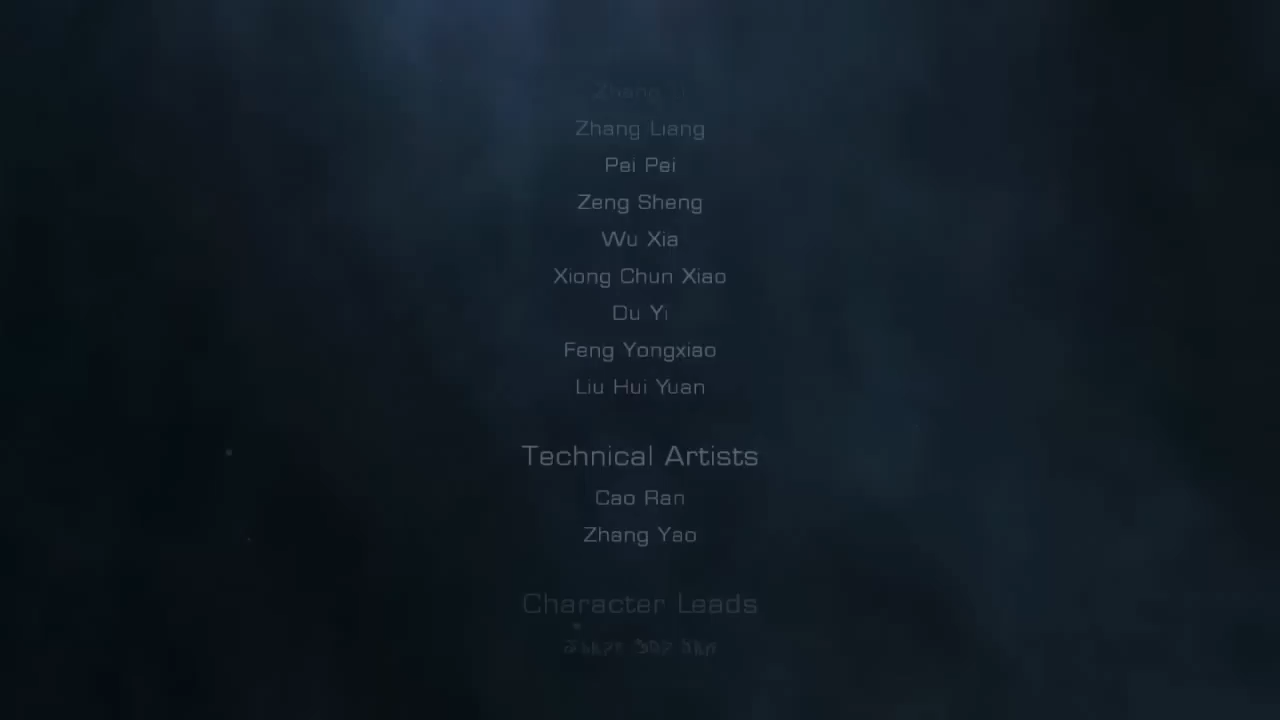 Zhang
Zhang Liang
Pei Pei
Zeng Sheng
Wu Xia
Xiong Chun Xiao
Du Yi
Feng Yongxiao
Liu Hui Yuan
Technical Artists
Cao Ran
Zhang Yao
Character Leads